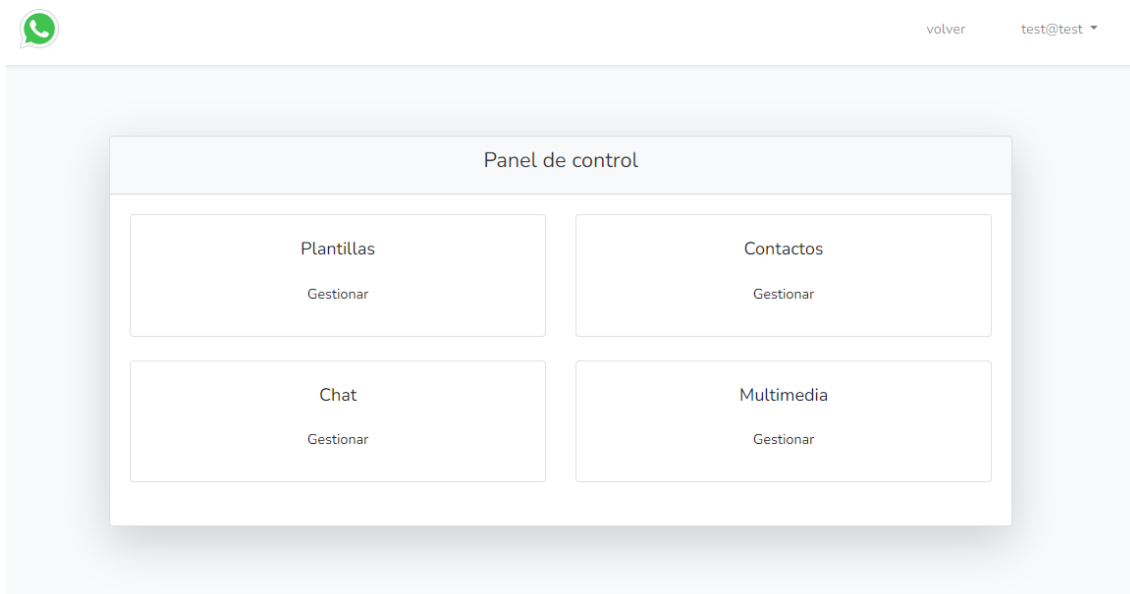 volver
test@test
Panel de control
Plantillas
Gestionar
Contactos
Gestionar
Chat
Gestionar
Multimedia
Gestionar